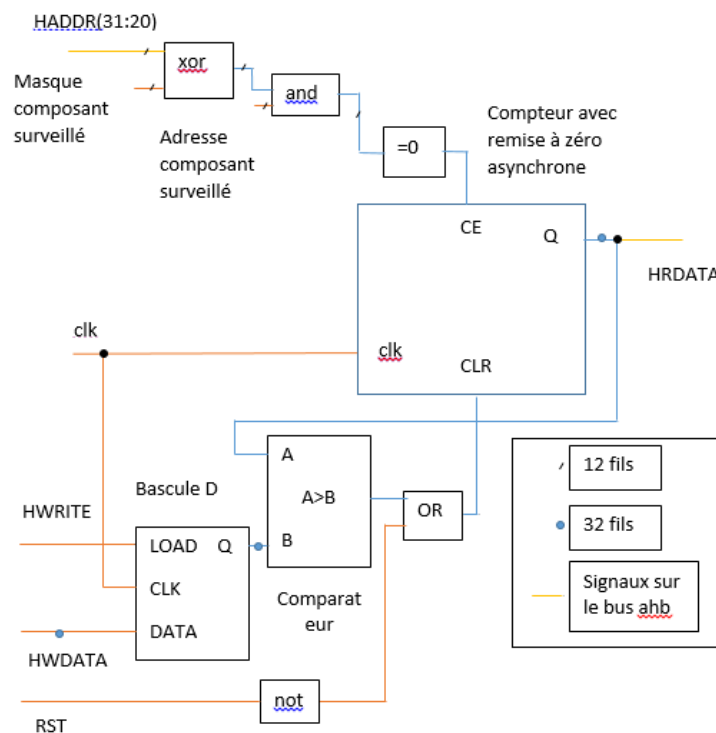 HADDR(31:20)
xor
Masque
composant
surveillé
and
Adresse
composant
surveillé
=0
Compteur avec
remise à zéro
asynchrone
CE
Q
HRDATA
clk
clk
CLR
A
A>B
B
Bascule D
HWRITE
LOAD Q
CLK
DATA
HWDATA
Comparat
eur
OR
not
RST
12 fils
32 fils
Signaux sur
le bus ahb